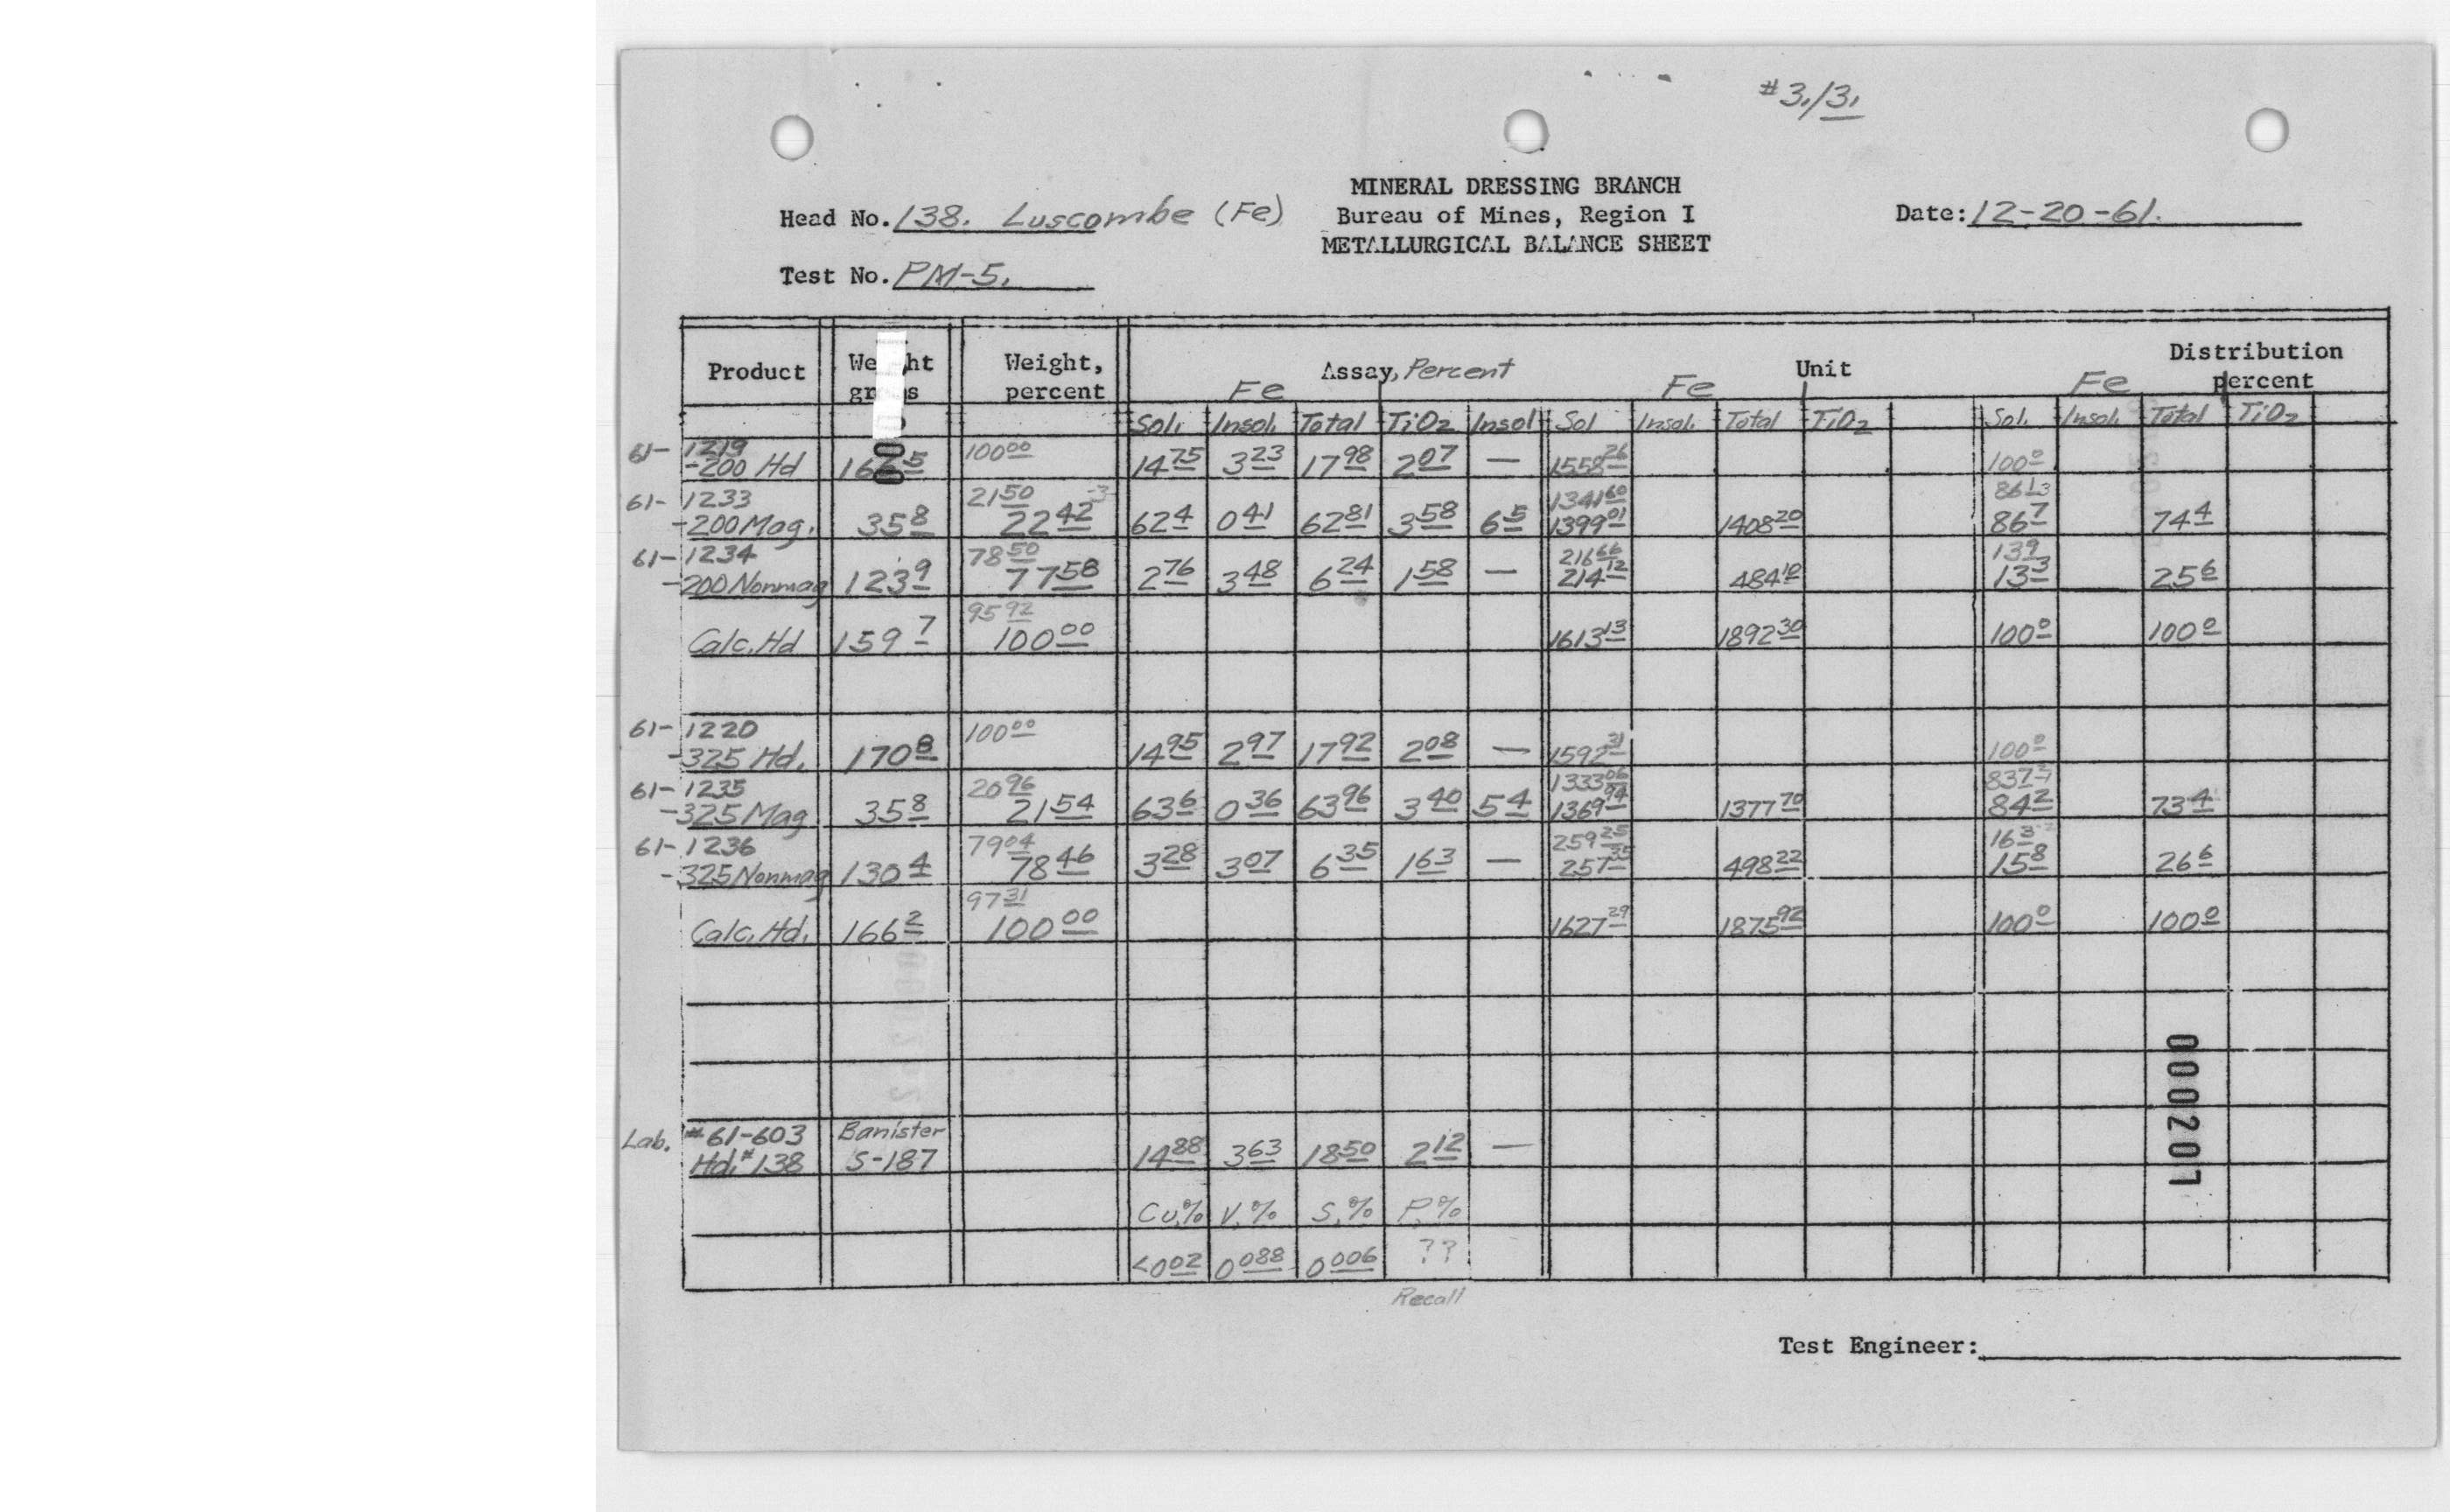 #3./3.
MINERAL DRESSING BRANCH
Head No. 138. Luscombe (Fe) Bureau of Mines, Region I Date: 12-20-61.
METALLURGICAL BALANCE SHEET
Test No. PM-5.
Product Weight, percent Assay, Percent Unit Distribution percent
Fe Fe Fe
Sol. Insol. Total TiO2 Insol Sol Insol. Total TiO2 Sol. Insol. Total TiO2
61-1219 100 00
-200 Hd 14 75 3 23 17 98 2 07 — 1558 26 100 0
61-1233 21 50 1341 60 86 1
-200 Mag. 35 8 22 42 62 4 0 41 62 81 3 58 6 5 1399 01 1408 20 86 7 74 4
61-1234 78 50 216 66 13 9
-200 Nonmag 123 9 77 58 2 76 3 48 6 24 1 58 — 214 12 484 10 13 3 25 6
95 92
Calc. Hd 159 7 100 00 1613 13 1892 30 100 0 100 0
61-1220 100 00
-325 Hd. 170 8 14 95 2 97 17 92 2 08 — 1592 31 100 0
61-1235 20 96 1333 06 83 7
-325 Mag 35 8 21 54 63 6 0 36 63 96 3 40 5 4 1369 94 1377 70 84 2 73 4
61-1236 79 04 259 25 16 3
-325 Nonmag 130 4 78 46 3 28 3 07 6 35 1 63 — 257 35 498 22 15 8 26 6
97 31
Calc. Hd. 166 2 100 00 1627 29 1875 92 100 0 100 0
Lab. #61-603 Banister
Hd. #138 S-187 14 88 3 63 18 50 2 12 —
Cu.% V.% S.% P.%
<0 02 0 088 0 006 ??
Recall
000207
Test Engineer: